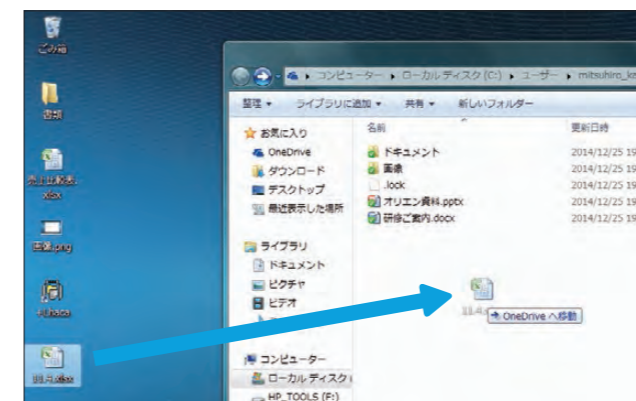 ごみ箱
書類
売上比較表.
xlsx
画像.png
11.4.xlsx
コンピューター ▸ ローカル ディスク (C:) ▸ ユーザー ▸ mitsuhiro_k
整理 ▾ ライブラリに追加 ▾ 共有 ▾ 新しいフォルダー
名前 更新日時
お気に入り
OneDrive
ダウンロード
デスクトップ
最近表示した場所
ライブラリ
ドキュメント
ピクチャ
ビデオ
コンピューター
ローカル ディスク
HP_TOOLS (F:)
ドキュメント 2014/12/25 19
画像 2014/12/25 19
.lock 2014/12/25 19
オリエン資料.pptx 2014/12/25 19
研修ご案内.docx 2014/12/25 19
11.4.
OneDrive へ移動